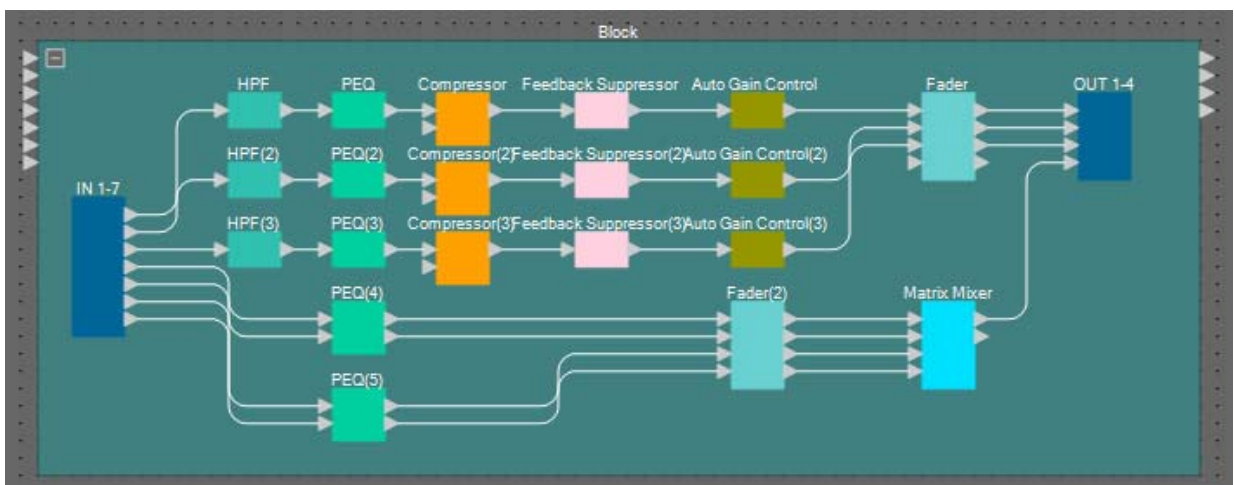 Block
HPF PEQ Compressor Feedback Suppressor Auto Gain Control Fader OUT 1-4
HPF(2) PEQ(2) Compressor(2) Feedback Suppressor(2) Auto Gain Control(2)
IN 1-7
HPF(3) PEQ(3) Compressor(3) Feedback Suppressor(3) Auto Gain Control(3)
PEQ(4) Fader(2) Matrix Mixer
PEQ(5)